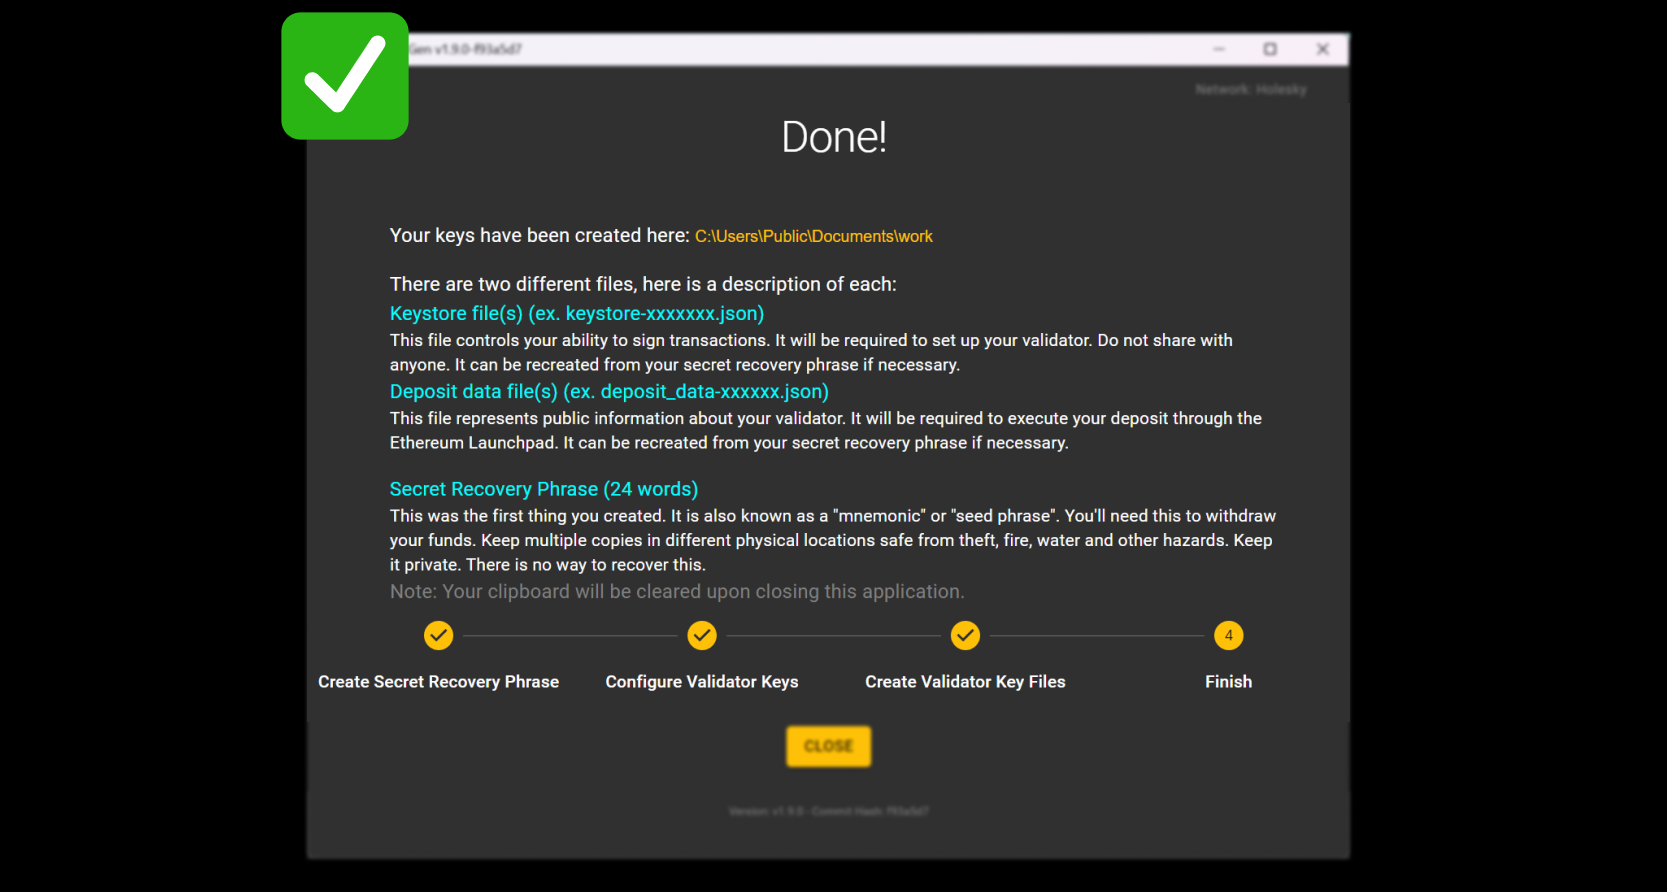 Gen v1.9.0-f93a5d7
Network: Holesky
Done!
Your keys have been created here: C:\Users\Public\Documents\work
There are two different files, here is a description of each:
Keystore file(s) (ex. keystore-xxxxxxx.json)
This file controls your ability to sign transactions. It will be required to set up your validator. Do not share with
anyone. It can be recreated from your secret recovery phrase if necessary.
Deposit data file(s) (ex. deposit_data-xxxxxx.json)
This file represents public information about your validator. It will be required to execute your deposit through the
Ethereum Launchpad. It can be recreated from your secret recovery phrase if necessary.
Secret Recovery Phrase (24 words)
This was the first thing you created. It is also known as a "mnemonic" or "seed phrase". You'll need this to withdraw
your funds. Keep multiple copies in different physical locations safe from theft, fire, water and other hazards. Keep
it private. There is no way to recover this.
Note: Your clipboard will be cleared upon closing this application.
4
Create Secret Recovery Phrase Configure Validator Keys Create Validator Key Files Finish
CLOSE
Version: v1.9.0 - Commit Hash: f93a5d7